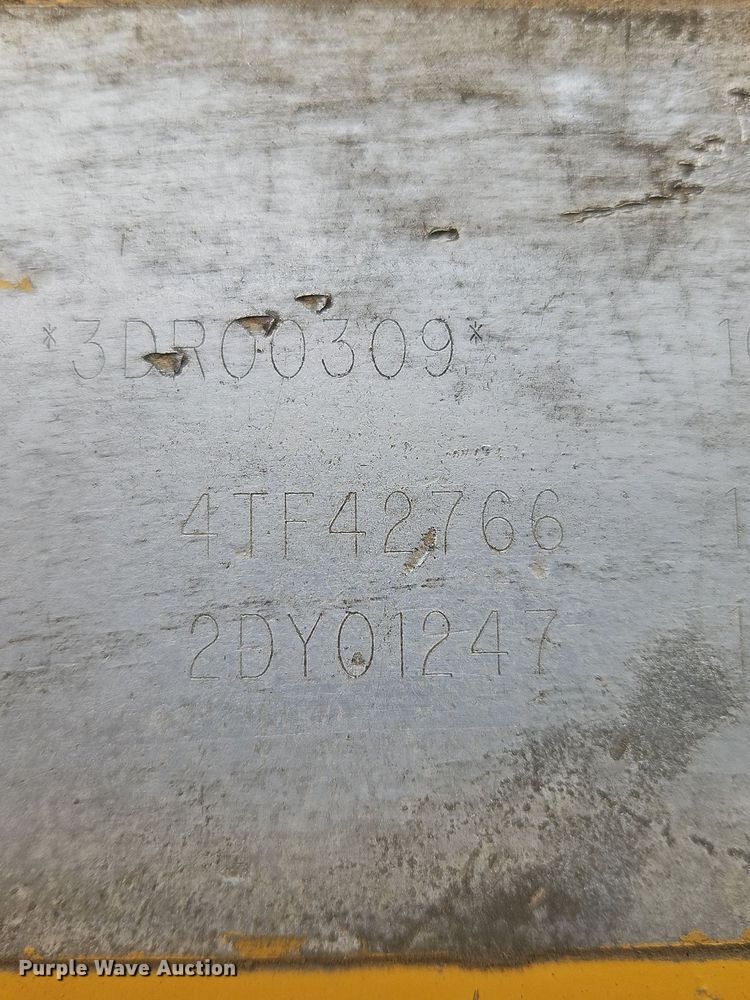 *3DR00309*
4TF42766
2DY01247
Purple Wave Auction